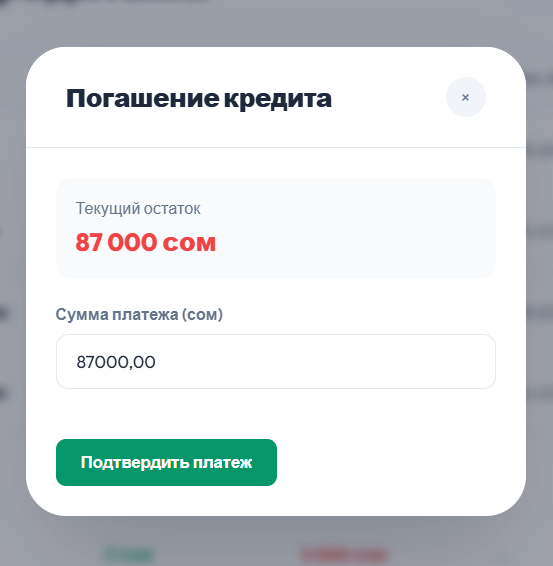 Погашение кредита
×
Текущий остаток
87 000 сом
Сумма платежа (сом)
87000,00
Подтвердить платеж